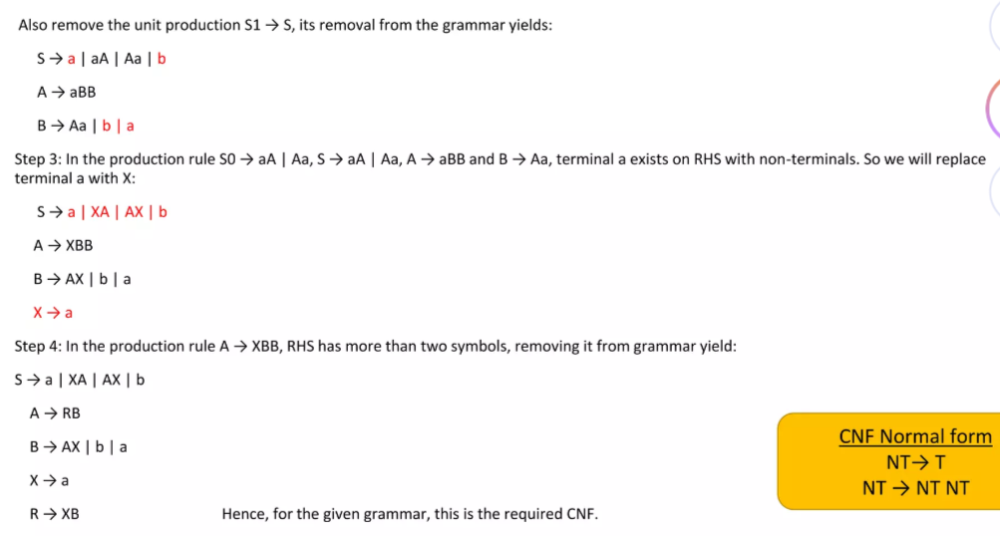 Also remove the unit production S1 → S, its removal from the grammar yields:
S → a | aA | Aa | b
A → aBB
B → Aa | b | a
Step 3: In the production rule S0 → aA | Aa, S → aA | Aa, A → aBB and B → Aa, terminal a exists on RHS with non-terminals. So we will replace
terminal a with X:
S → a | XA | AX | b
A → XBB
B → AX | b | a
X → a
Step 4: In the production rule A → XBB, RHS has more than two symbols, removing it from grammar yield:
S → a | XA | AX | b
A → RB
B → AX | b | a
X → a
R → XB
Hence, for the given grammar, this is the required CNF.
CNF Normal form
NT→ T
NT → NT NT